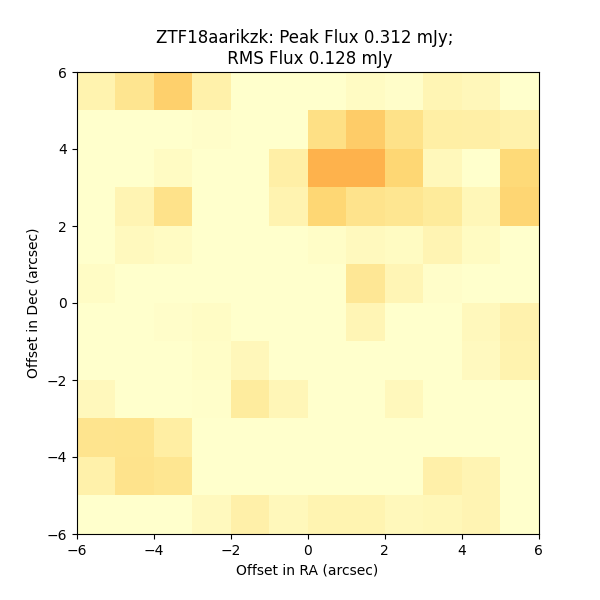 ZTF18aarikzk: Peak Flux 0.312 mJy;
RMS Flux 0.128 mJy
6
4
2
0
−2
−4
−6
Offset in Dec (arcsec)
−6 −4 −2 0 2 4 6
Offset in RA (arcsec)